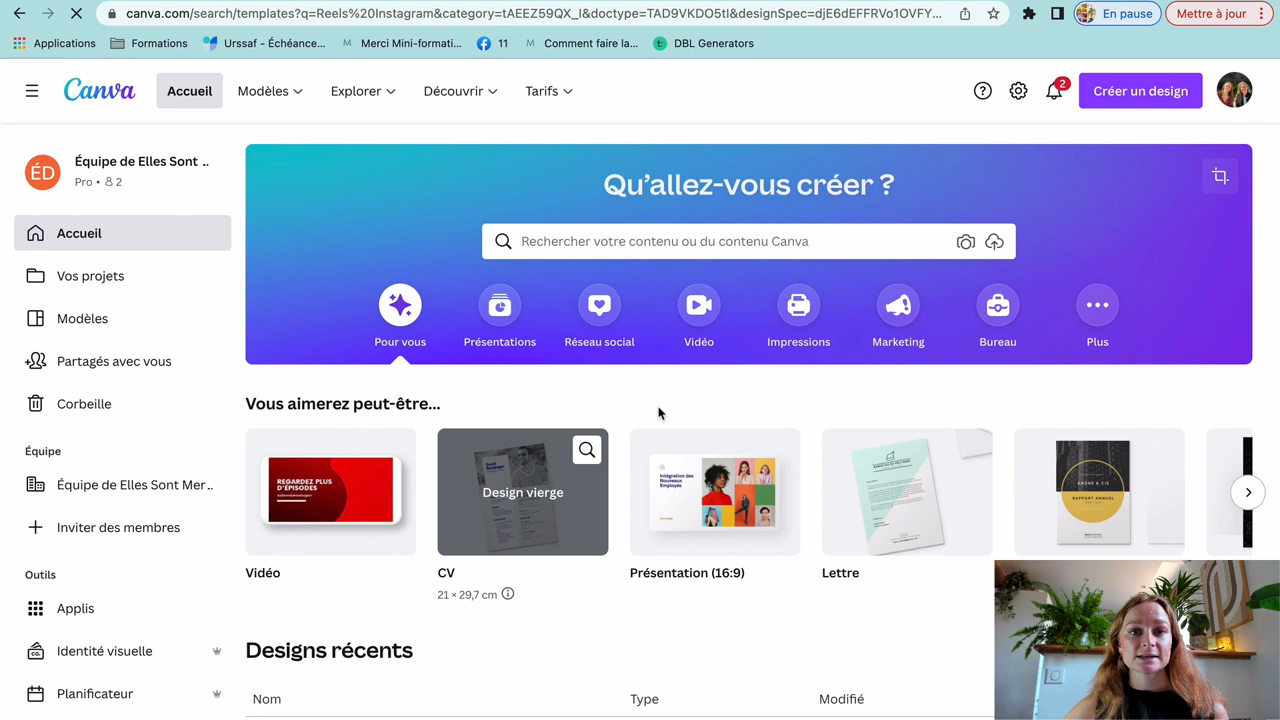 canva.com/search/templates?q=Reels%20Instagram&category=tAEEZ59QX_I&doctype=TAD9VKDO5tI&designSpec=djE6dEFFRVo1OVFY...
En pause
Mettre à jour
Applications
Formations
Urssaf - Échéance...
Merci Mini-formati...
11
Comment faire la...
DBL Generators
Canva
Accueil
Modèles
Explorer
Découvrir
Tarifs
2
Créer un design
ÉD
Équipe de Elles Sont ..
Pro • 2
Accueil
Vos projets
Modèles
Partagés avec vous
Corbeille
Équipe
Équipe de Elles Sont Mer..
Inviter des membres
Outils
Applis
Identité visuelle
Planificateur
Qu'allez-vous créer ?
Rechercher votre contenu ou du contenu Canva
Pour vous
Présentations
Réseau social
Vidéo
Impressions
Marketing
Bureau
Plus
Vous aimerez peut-être...
REGARDEZ PLUS
D'ÉPISODES
Design vierge
Intégration des
Nouveaux
Employés
ANDRÉ & CIE
RAPPORT ANNUEL
Vidéo
CV
21 × 29,7 cm
Présentation (16:9)
Lettre
Designs récents
Nom
Type
Modifié